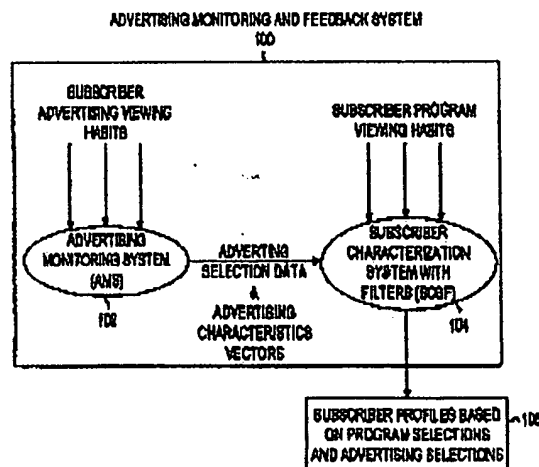 ADVERTISING MONITORING AND FEEDBACK SYSTEM
100
SUBSCRIBER
ADVERTISING VIEWING
HABITS
SUBSCRIBER PROGRAM
VIEWING HABITS
ADVERTISING
MONITORING SYSTEM
(AMS)
102
ADVERTING
SELECTION DATA
&
ADVERTISING
CHARACTERISTICS
VECTORS
SUBSCRIBER
CHARACTERIZATION
SYSTEM WITH
FILTERS (SCSF)
104
SUBSCRIBER PROFILES BASED
ON PROGRAM SELECTIONS
AND ADVERTISING SELECTIONS
106